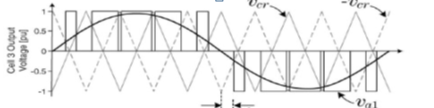 Cell 3 Output
Voltage [pu]
1
0.5
0
-0.5
-1
v_cr
-v_cr
v_a1